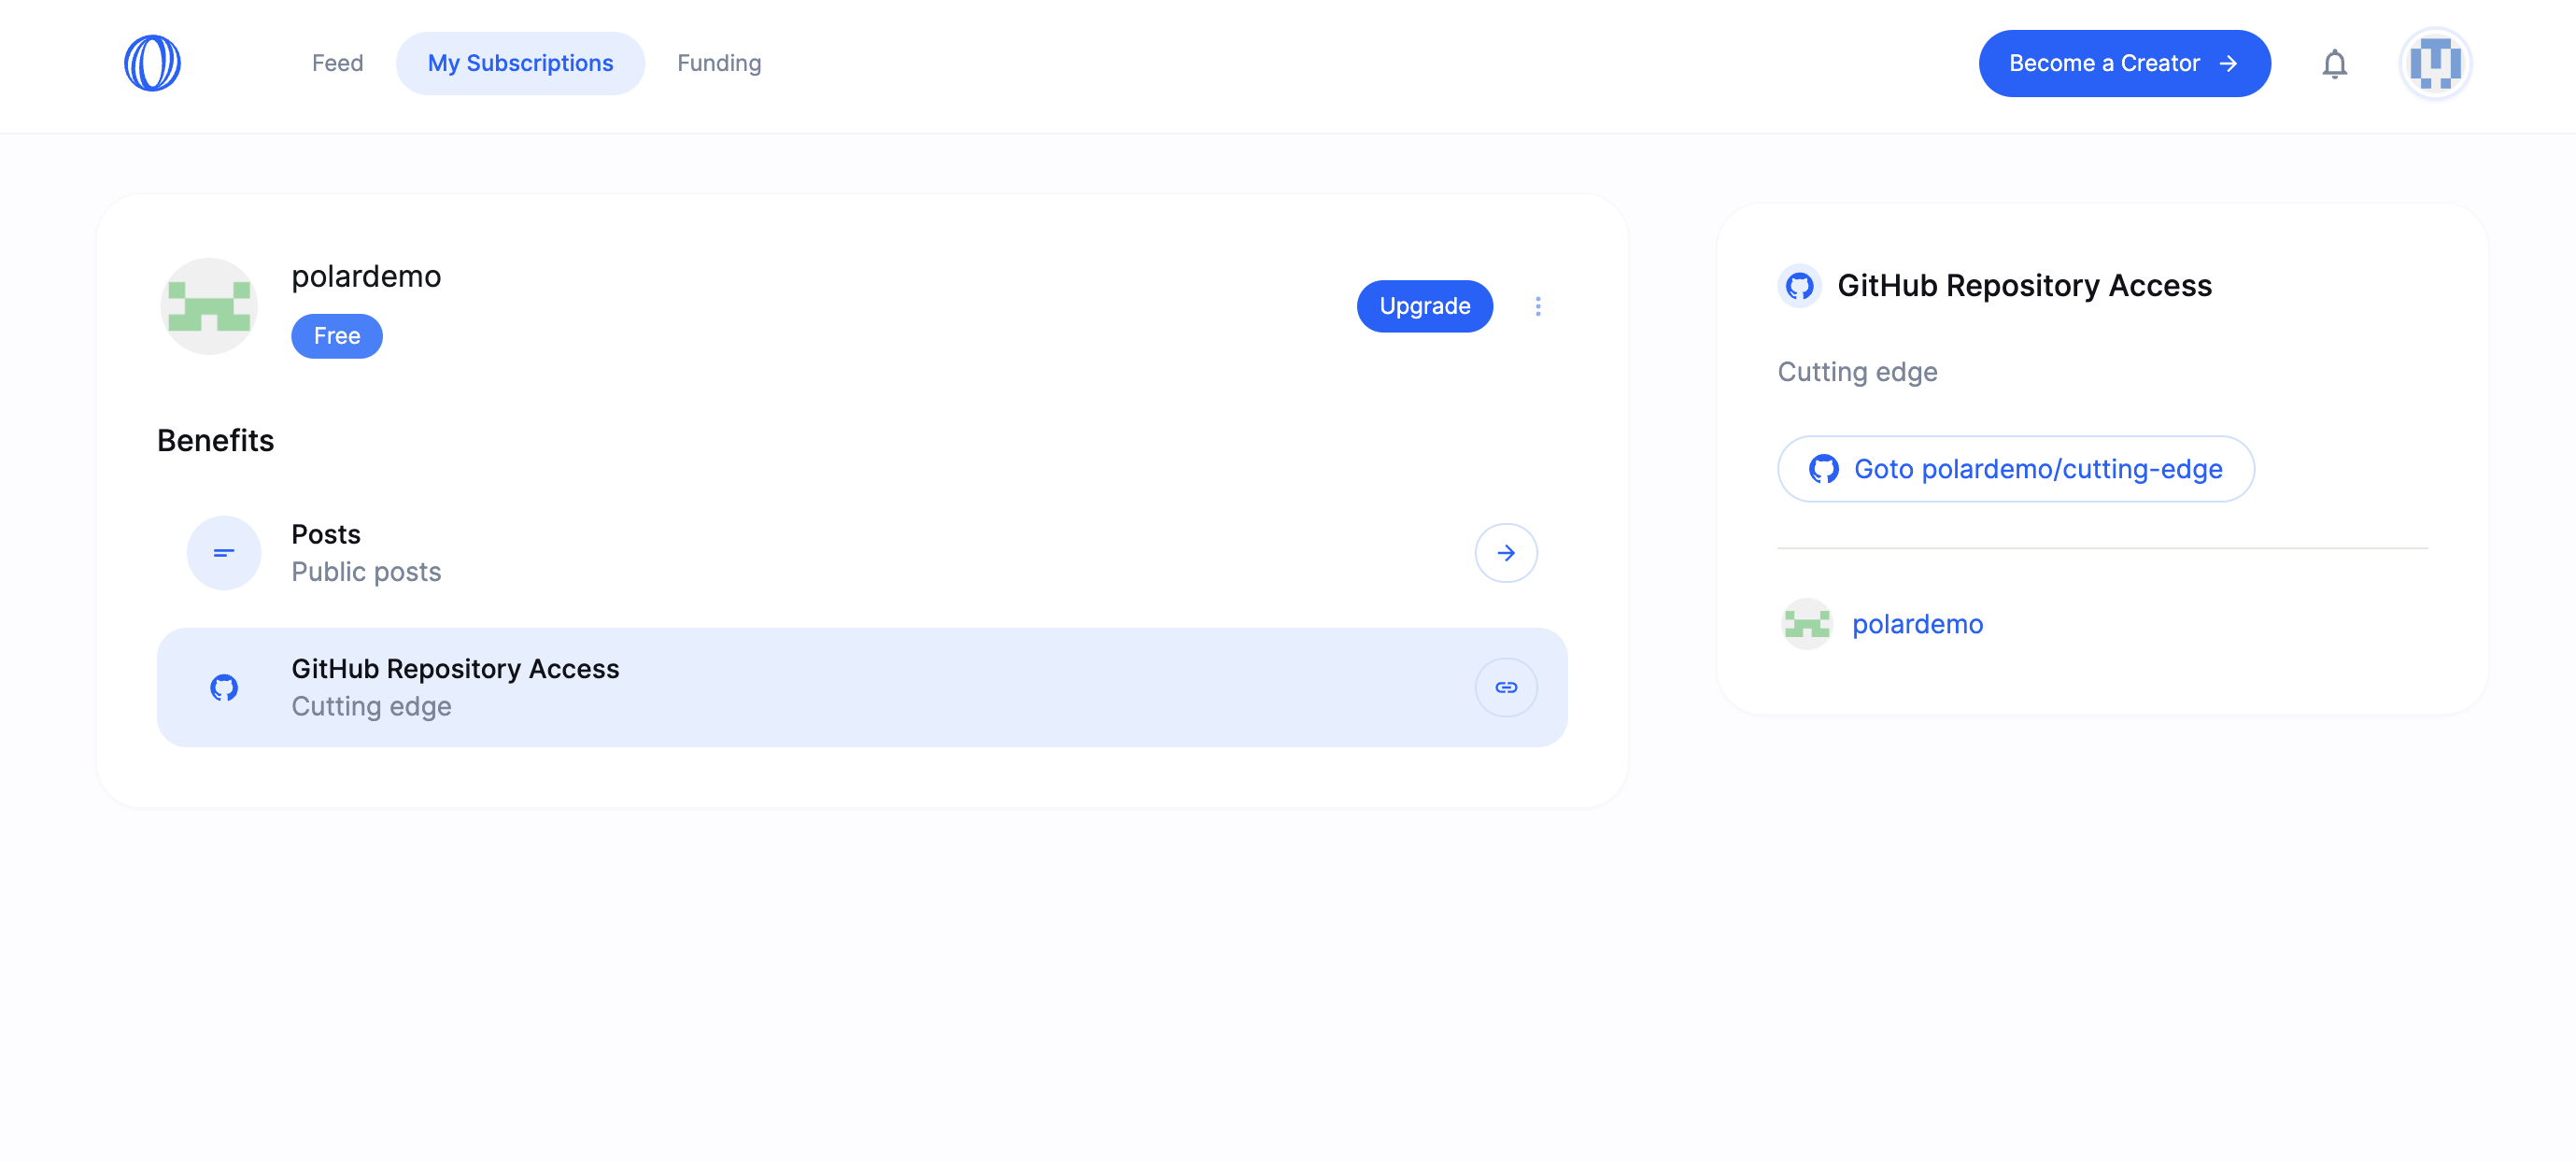 Feed
My Subscriptions
Funding
Become a Creator
polardemo
Free
Upgrade
Benefits
Posts
Public posts
GitHub Repository Access
Cutting edge
GitHub Repository Access
Cutting edge
Goto polardemo/cutting-edge
polardemo